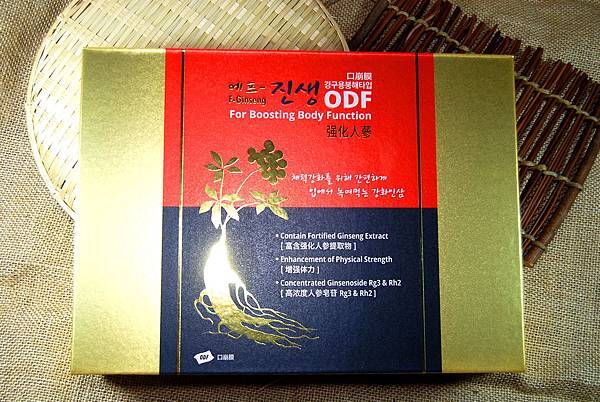 에프-진생
F-Ginseng
口崩膜
경구용붕해타입
ODF
For Boosting Body Function
强化人蔘
체력강화를 위해 간편하게
입에서 녹여먹는 강화인삼
• Contain Fortified Ginseng Extract
[ 富含强化人参提取物 ]
• Enhancement of Physical Strength
[ 增强体力 ]
• Concentrated Ginsenoside Rg3 & Rh2
[ 高浓度人参皂苷 Rg3 & Rh2 ]
ODF 口崩膜